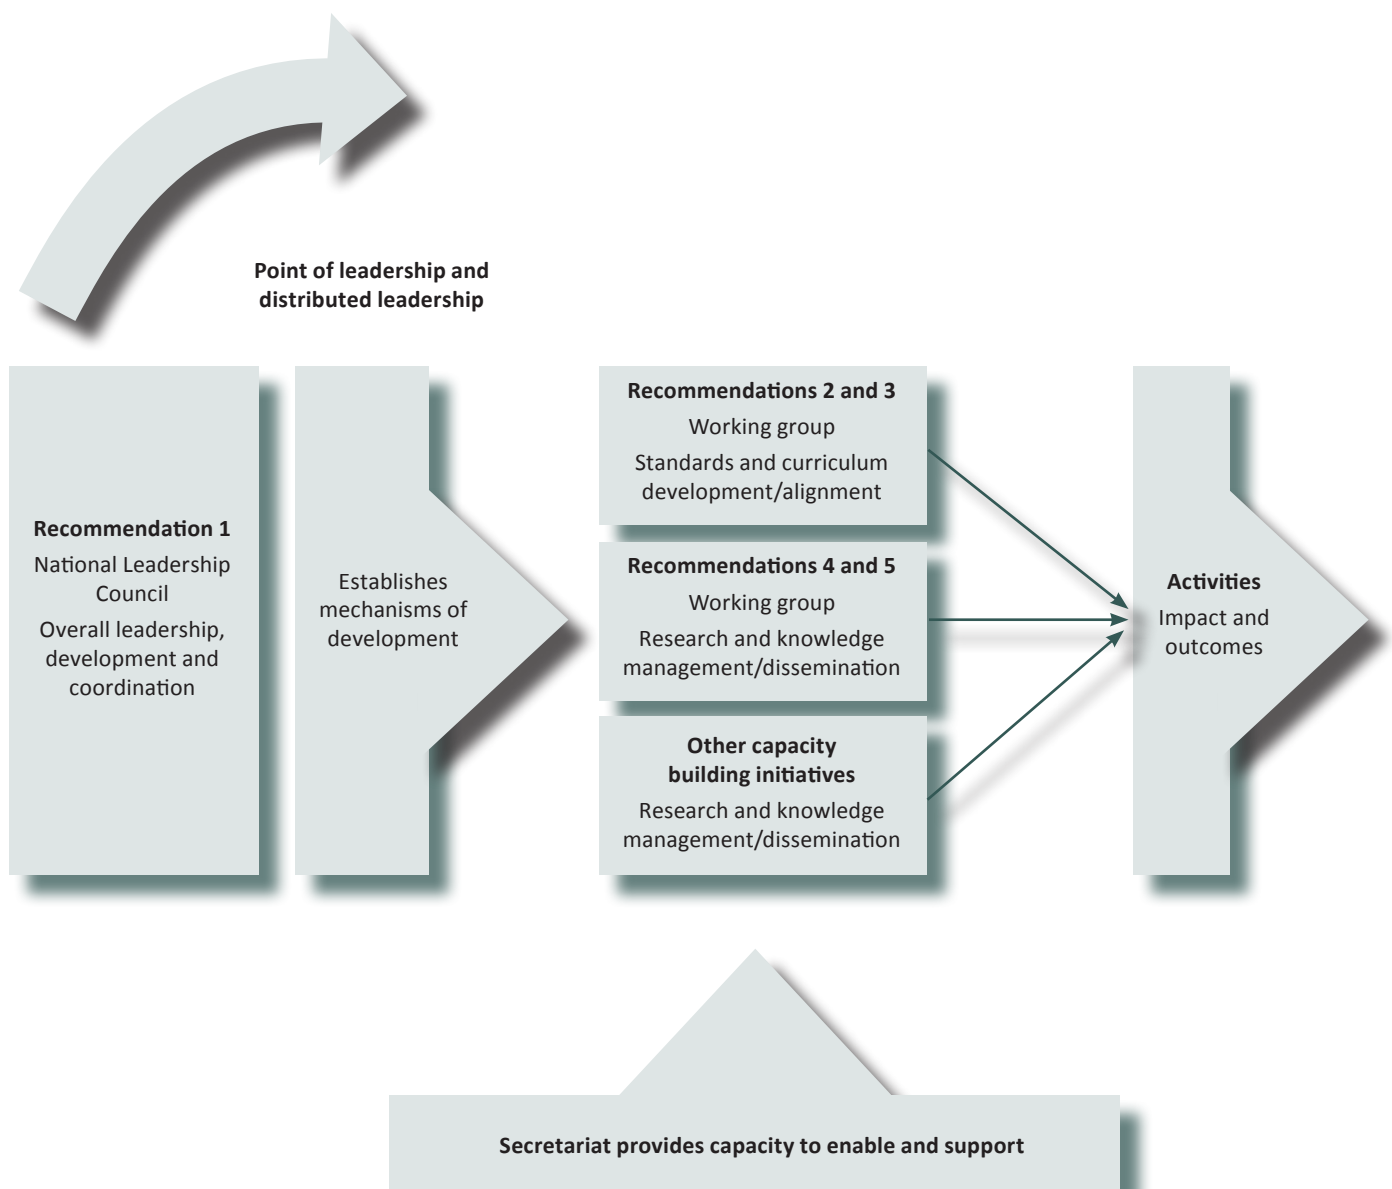 Point of leadership and
distributed leadership
Recommendation 1
National Leadership
Council
Overall leadership,
development and
coordination
Establishes
mechanisms of
development
Recommendations 2 and 3
Working group
Standards and curriculum
development/alignment
Recommendations 4 and 5
Working group
Research and knowledge
management/dissemination
Other capacity
building initiatives
Research and knowledge
management/dissemination
Activities
Impact and
outcomes
Secretariat provides capacity to enable and support